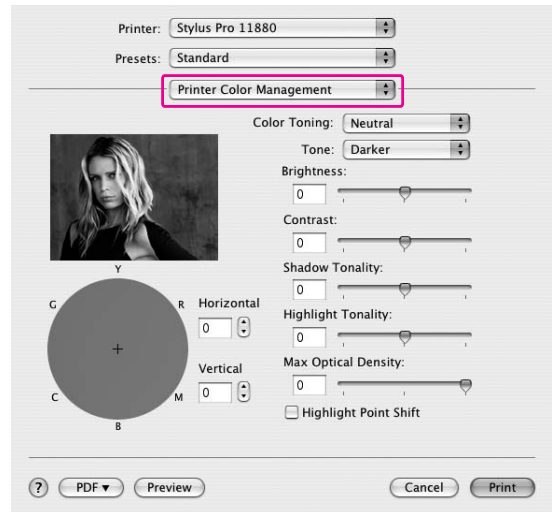 Printer: Stylus Pro 11880
Presets: Standard
Printer Color Management
Color Toning: Neutral
Tone: Darker
Brightness:
0
Contrast:
0
Shadow Tonality:
0
Highlight Tonality:
0
Max Optical Density:
0
Highlight Point Shift
Y
G R
C M
B
Horizontal
0
Vertical
0
? PDF▼ Preview Cancel Print